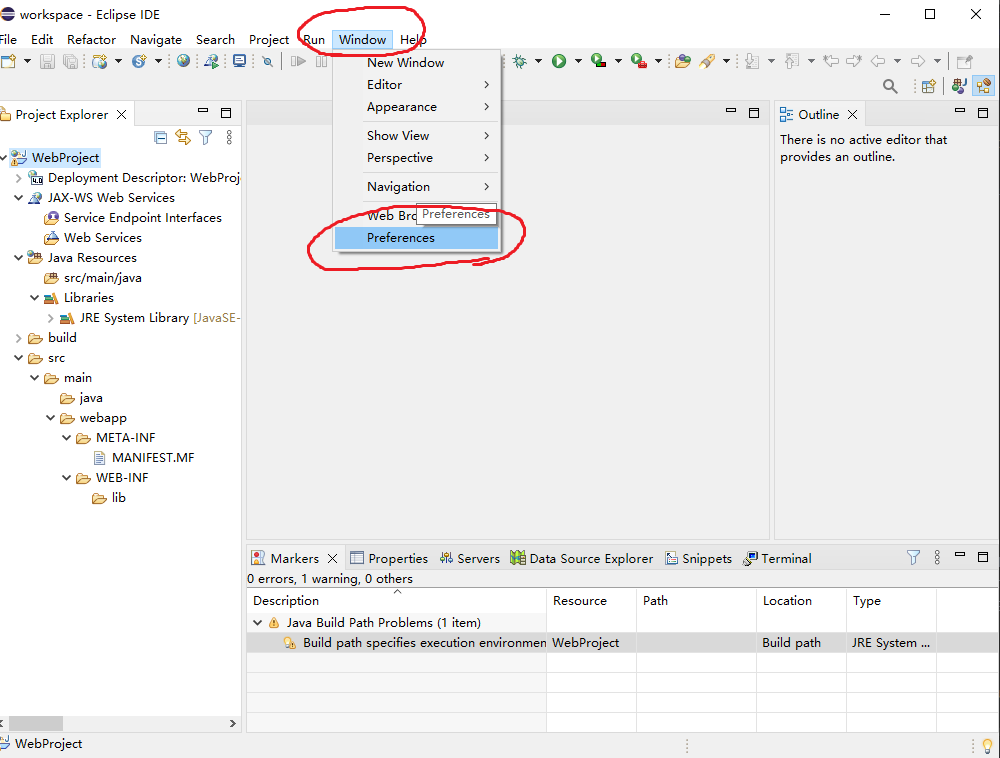 workspace - Eclipse IDE
File Edit Refactor Navigate Search Project Run Window Help
New Window
Editor
Appearance
Show View
Perspective
Navigation
Web Bro
Preferences
Preferences
Project Explorer
WebProject
Deployment Descriptor: WebProj
JAX-WS Web Services
Service Endpoint Interfaces
Web Services
Java Resources
src/main/java
Libraries
JRE System Library [JavaSE-
build
src
main
java
webapp
META-INF
MANIFEST.MF
WEB-INF
lib
Outline
There is no active editor that
provides an outline.
Markers Properties Servers Data Source Explorer Snippets Terminal
0 errors, 1 warning, 0 others
Description Resource Path Location Type
Java Build Path Problems (1 item)
Build path specifies execution environmen WebProject Build path JRE System ...
WebProject